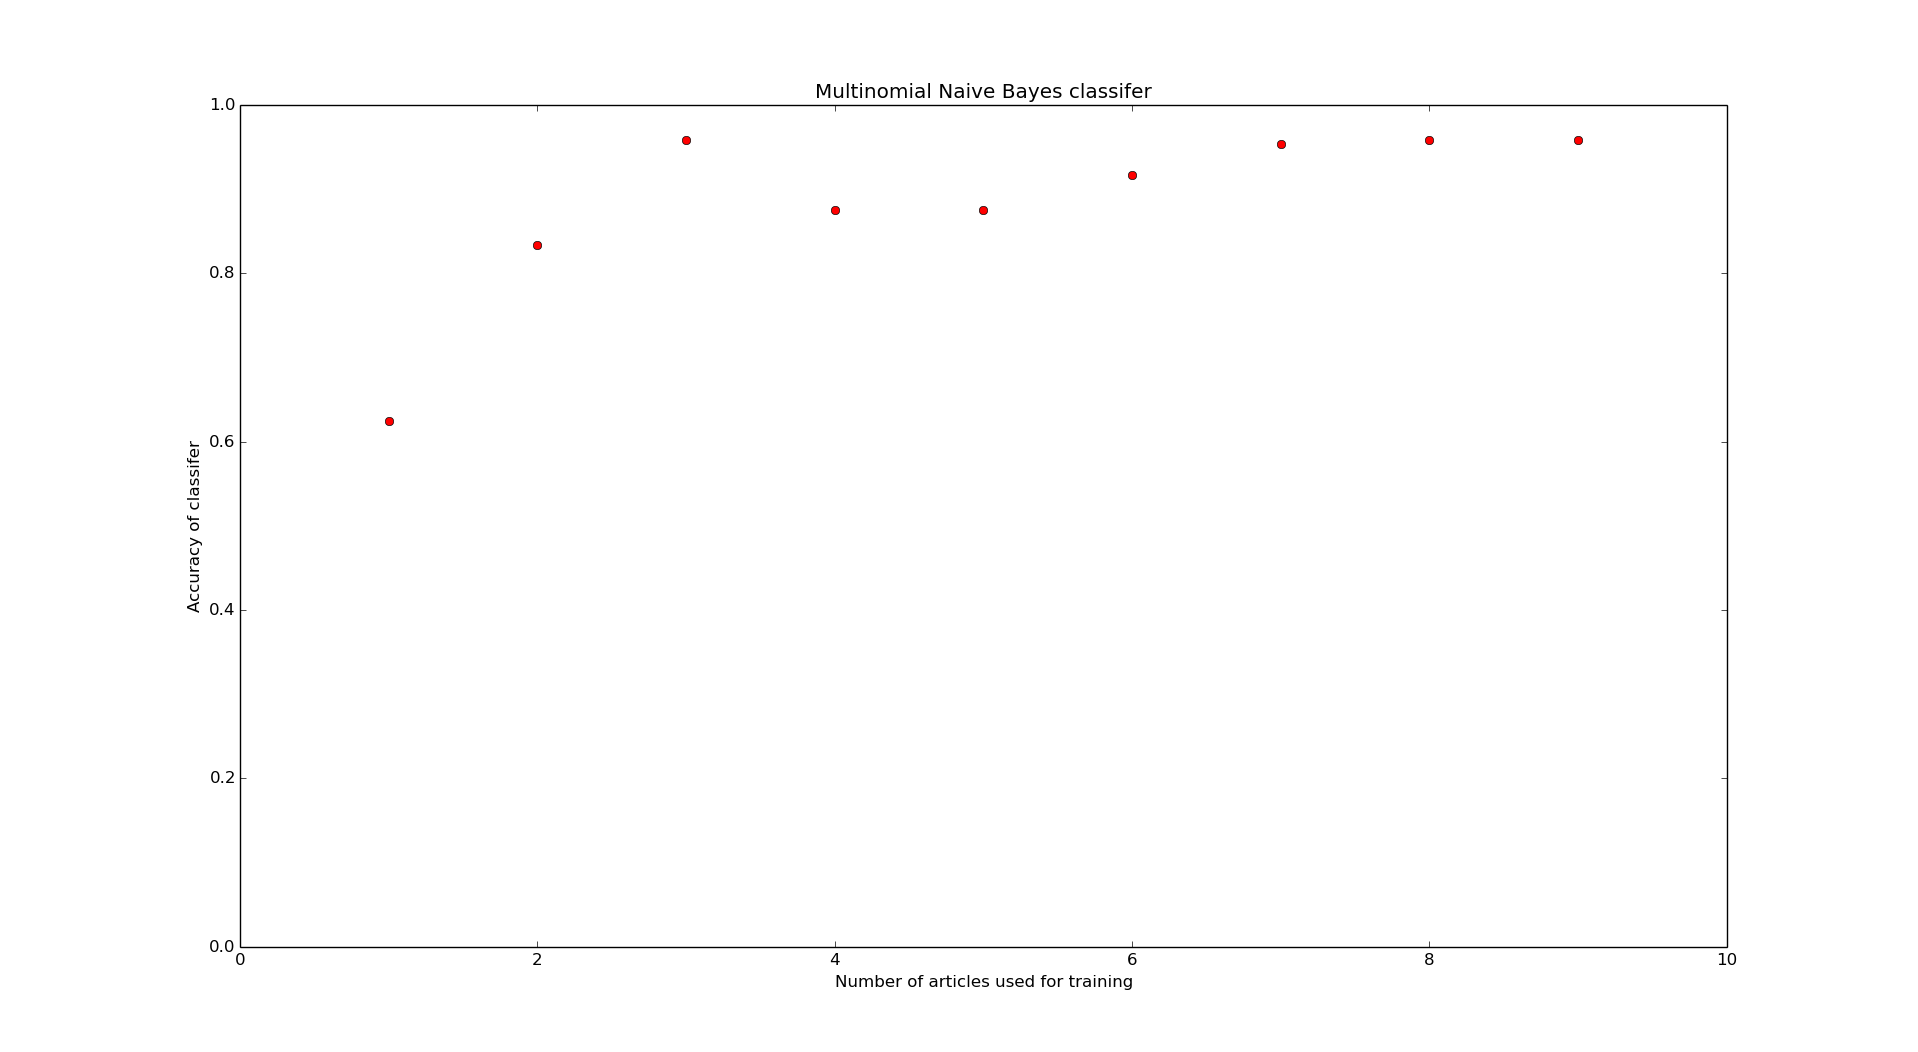 Multinomial Naive Bayes classifer
1.0
0.8
0.6
0.4
0.2
0.0
Accuracy of classifer
0 2 4 6 8 10
Number of articles used for training